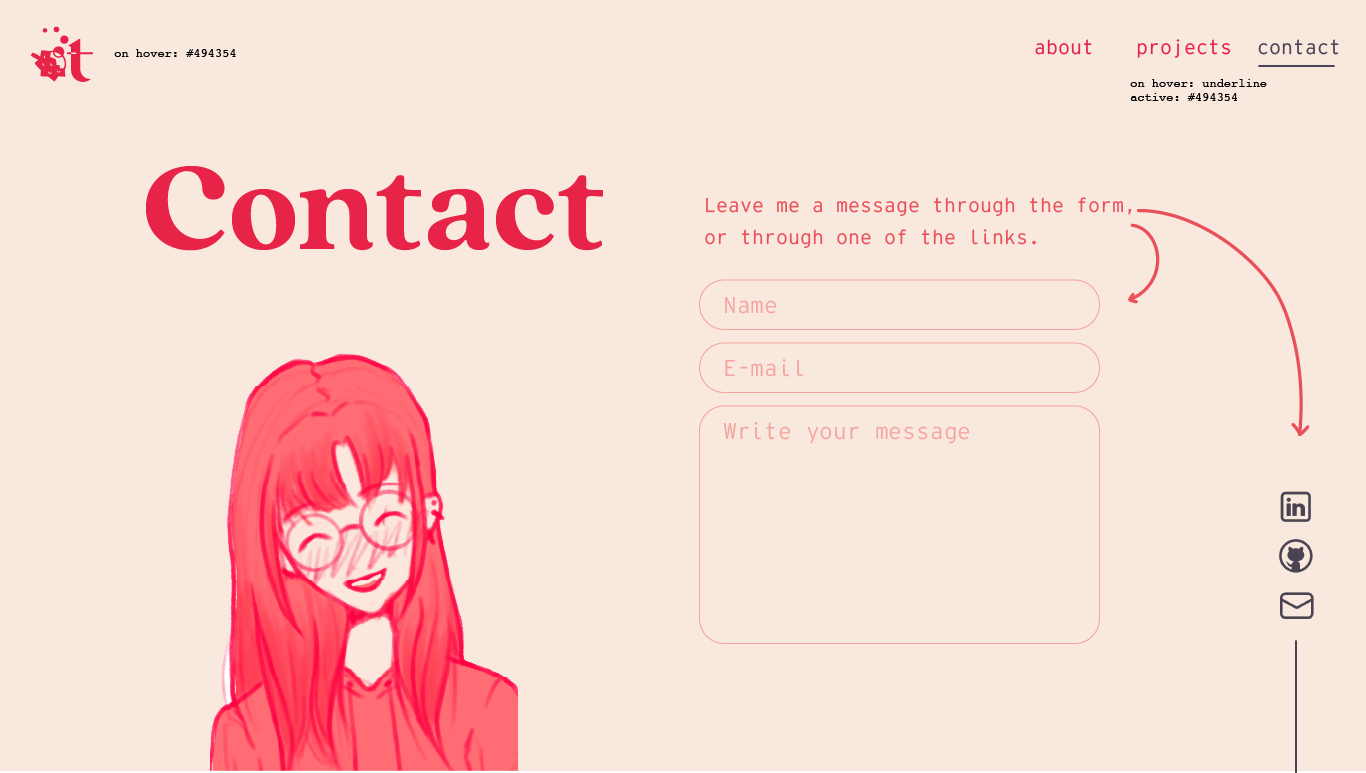 t
on hover: #494354
about projects contact
on hover: underline
active: #494354
Contact
Leave me a message through the form,
or through one of the links.
Name
E-mail
Write your message
in